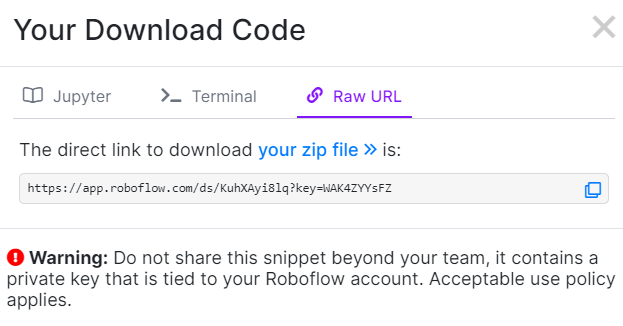 Your Download Code
Jupyter
Terminal
Raw URL
The direct link to download your zip file » is:
https://app.roboflow.com/ds/KuhXAyi8lq?key=WAK4ZYYsFZ
Warning: Do not share this snippet beyond your team, it contains a
private key that is tied to your Roboflow account. Acceptable use policy
applies.